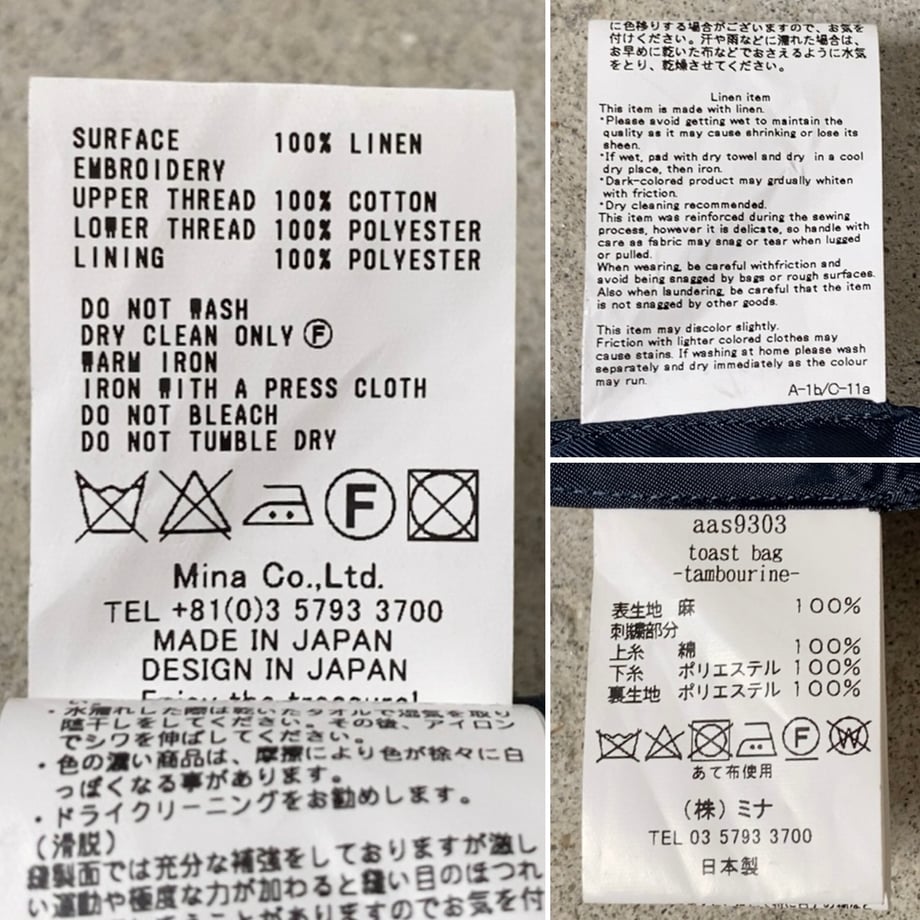 SURFACE 100% LINEN
EMBROIDERY
UPPER THREAD 100% COTTON
LOWER THREAD 100% POLYESTER
LINING 100% POLYESTER
DO NOT WASH
DRY CLEAN ONLY Ⓕ
WARM IRON
IRON WITH A PRESS CLOTH
DO NOT BLEACH
DO NOT TUMBLE DRY
F
Mina Co.,Ltd.
TEL +81(0)3 5793 3700
MADE IN JAPAN
DESIGN IN JAPAN
Enjoy the treasure!
・水濡れした際は乾いたタオルで湿気を取り
陰干しをしてください。その後、アイロン
でシワを伸ばしてください。
・色の濃い商品は、摩擦により色が徐々に白
っぽくなる事があります。
・ドライクリーニングをお勧めします。
(滑脱)
縫製面では充分な補強をしておりますが激し
い運動や極度な力が加わると縫い目のほつれ
ることがありますのでお気を付
に色移りする場合がございますので、お気を
付けください。汗や雨などに濡れた場合は、
お早めに乾いた布などでおさえるように水気
をとり、乾燥させてください。
Linen item
This item is made with linen.
*Please avoid getting wet to maintain the
quality as it may cause shrinking or lose its
sheen.
*If wet, pad with dry towel and dry in a cool
dry place, then iron.
*Dark-colored product may grdually whiten
with friction.
*Dry cleaning recommended.
This item was reinforced during the sewing
process, however it is delicate, so handle with
care as fabric may snag or tear when lugged
or pulled.
When wearing, be careful withfriction and
avoid being snagged by bags or rough surfaces.
Also when laundering, be careful that the item
is not snagged by other goods.
This item may discolor slightly.
Friction with lighter colored clothes may
cause stains. If washing at home please wash
separately and dry immediately as the colour
may run.
A-1b/C-11a
aas9303
toast bag
-tambourine-
表生地 麻 100%
刺繍部分
上糸 綿 100%
下糸 ポリエステル 100%
裏生地 ポリエステル 100%
F W
あて布使用
(株)ミナ
TEL 03 5793 3700
日本製